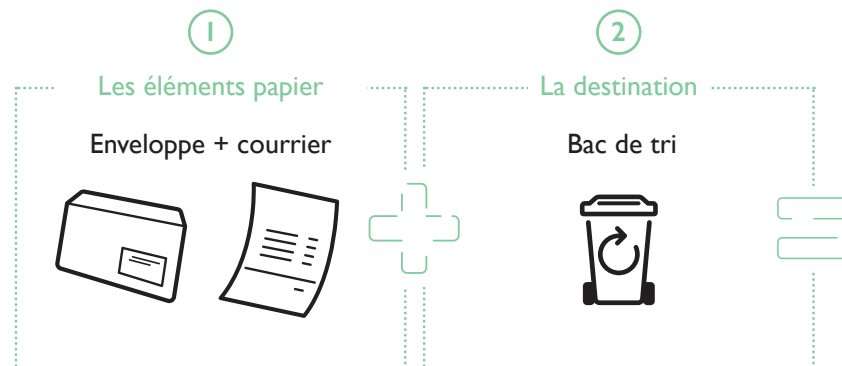 1
Les éléments papier
Enveloppe + courrier
2
La destination
Bac de tri